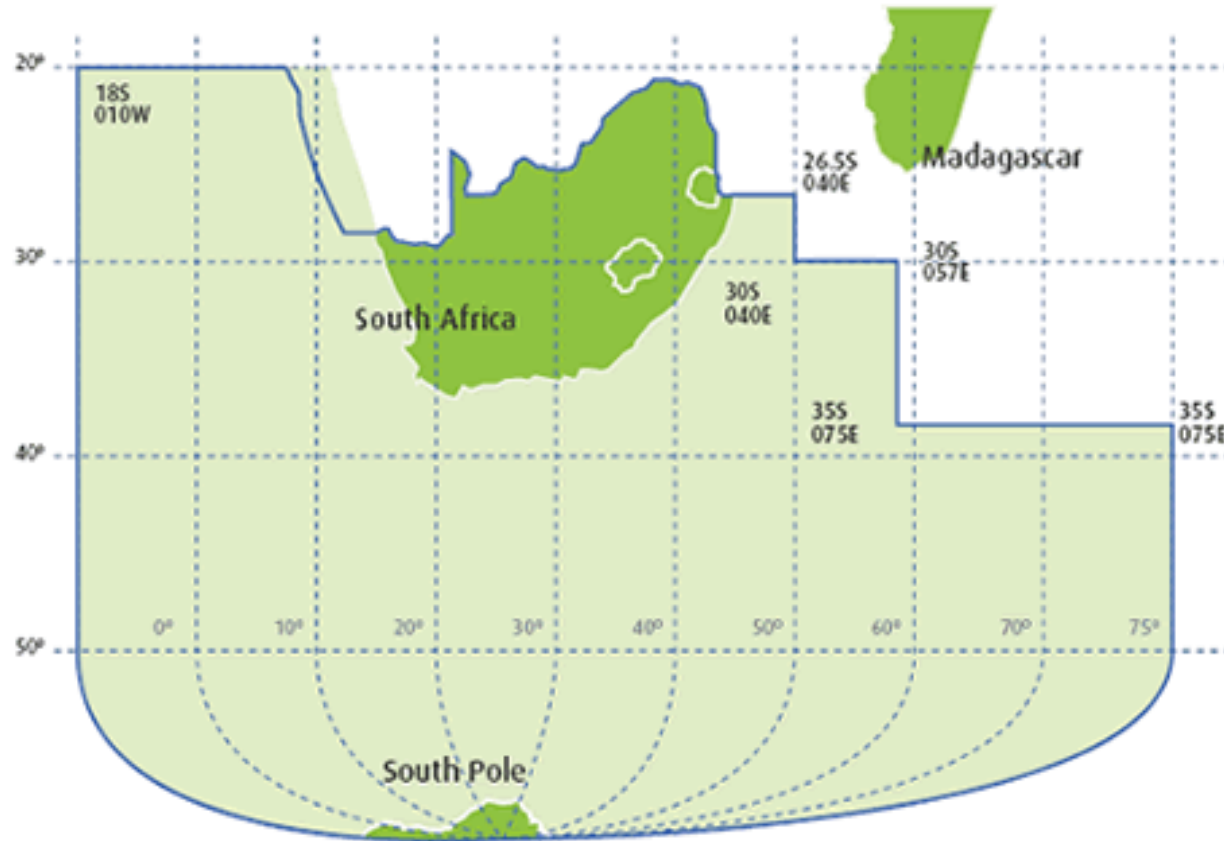 20º
18S
010W
26.5S
040E
Madagascar
30º
30S
057E
30S
040E
South Africa
35S
075E
35S
075E
40º
0º
10º
20º
30º
40º
50º
60º
70º
75º
50º
South Pole